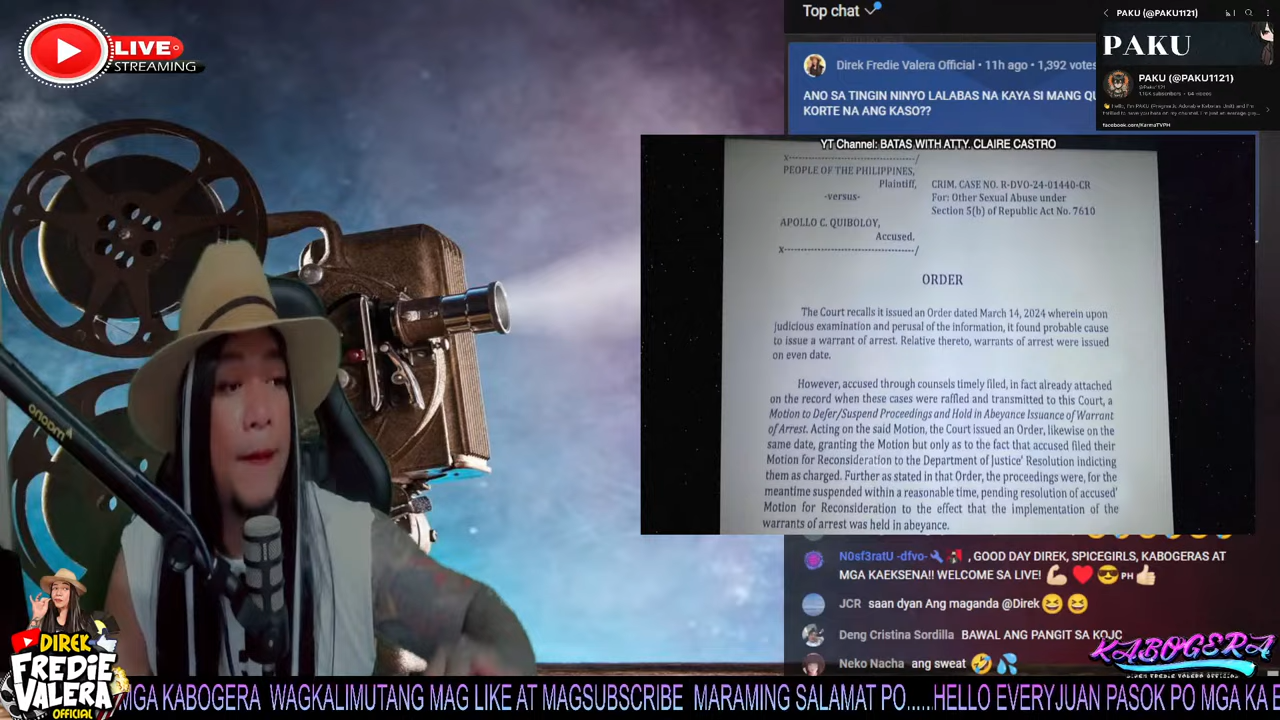 LIVE
STREAMING
Top chat
Direk Fredie Valera Official • 11h ago • 1,392 votes
ANO SA TINGIN NINYO LALABAS NA KAYA SI MANG QU
KORTE NA ANG KASO??
PAKU (@PAKU1121)
PAKU
PAKU (@PAKU1121)
@Paku1121
facebook.com/KarmaTVPH
YT Channel: BATAS WITH ATTY. CLAIRE CASTRO
x-----------------------------------/
PEOPLE OF THE PHILIPPINES,
Plaintiff,
-versus-
APOLLO C. QUIBOLOY,
Accused.
x-----------------------------------/
CRIM. CASE NO. R-DVO-24-01440-CR
For: Other Sexual Abuse under
Section 5(b) of Republic Act No. 7610
ORDER
The Court recalls it issued an Order dated March 14, 2024 wherein upon
judicious examination and perusal of the Information, it found probable cause
to issue a warrant of arrest. Relative thereto, warrants of arrest were issued
on even date.
However, accused through counsels timely filed, in fact already attached
on the record when these cases were raffled and transmitted to this Court, a
Motion to Defer/Suspend Proceedings and Hold in Abeyance Issuance of Warrant
of Arrest. Acting on the said Motion, the Court issued an Order, likewise on the
same date, granting the Motion but only as to the fact that accused filed their
Motion for Reconsideration to the Department of Justice' Resolution indicting
them as charged. Further as stated in that Order, the proceedings were, for the
meantime suspended within a reasonable time, pending resolution of accused'
Motion for Reconsideration to the effect that the implementation of the
warrants of arrest was held in abeyance.
N0sf3ratU -dfvo- , GOOD DAY DIREK, SPICEGIRLS, KABOGERAS AT
MGA KAEKSENA!! WELCOME SA LIVE! 💪❤️😎PH👍
JCR saan dyan Ang maganda @Direk😆😆
Deng Cristina Sordilla BAWAL ANG PANGIT SA KOJC
Neko Nacha ang sweat 🤣💦
maono
DIREK
FREDIE
VALERA
OFFICIAL
KABOGERA
DIREK FREDIE VALERA OFFICIAL
MGA KABOGERA WAGKALIMUTANG MAG LIKE AT MAGSUBSCRIBE MARAMING SALAMAT PO.....HELLO EVERYJUAN PASOK PO MGA KA E